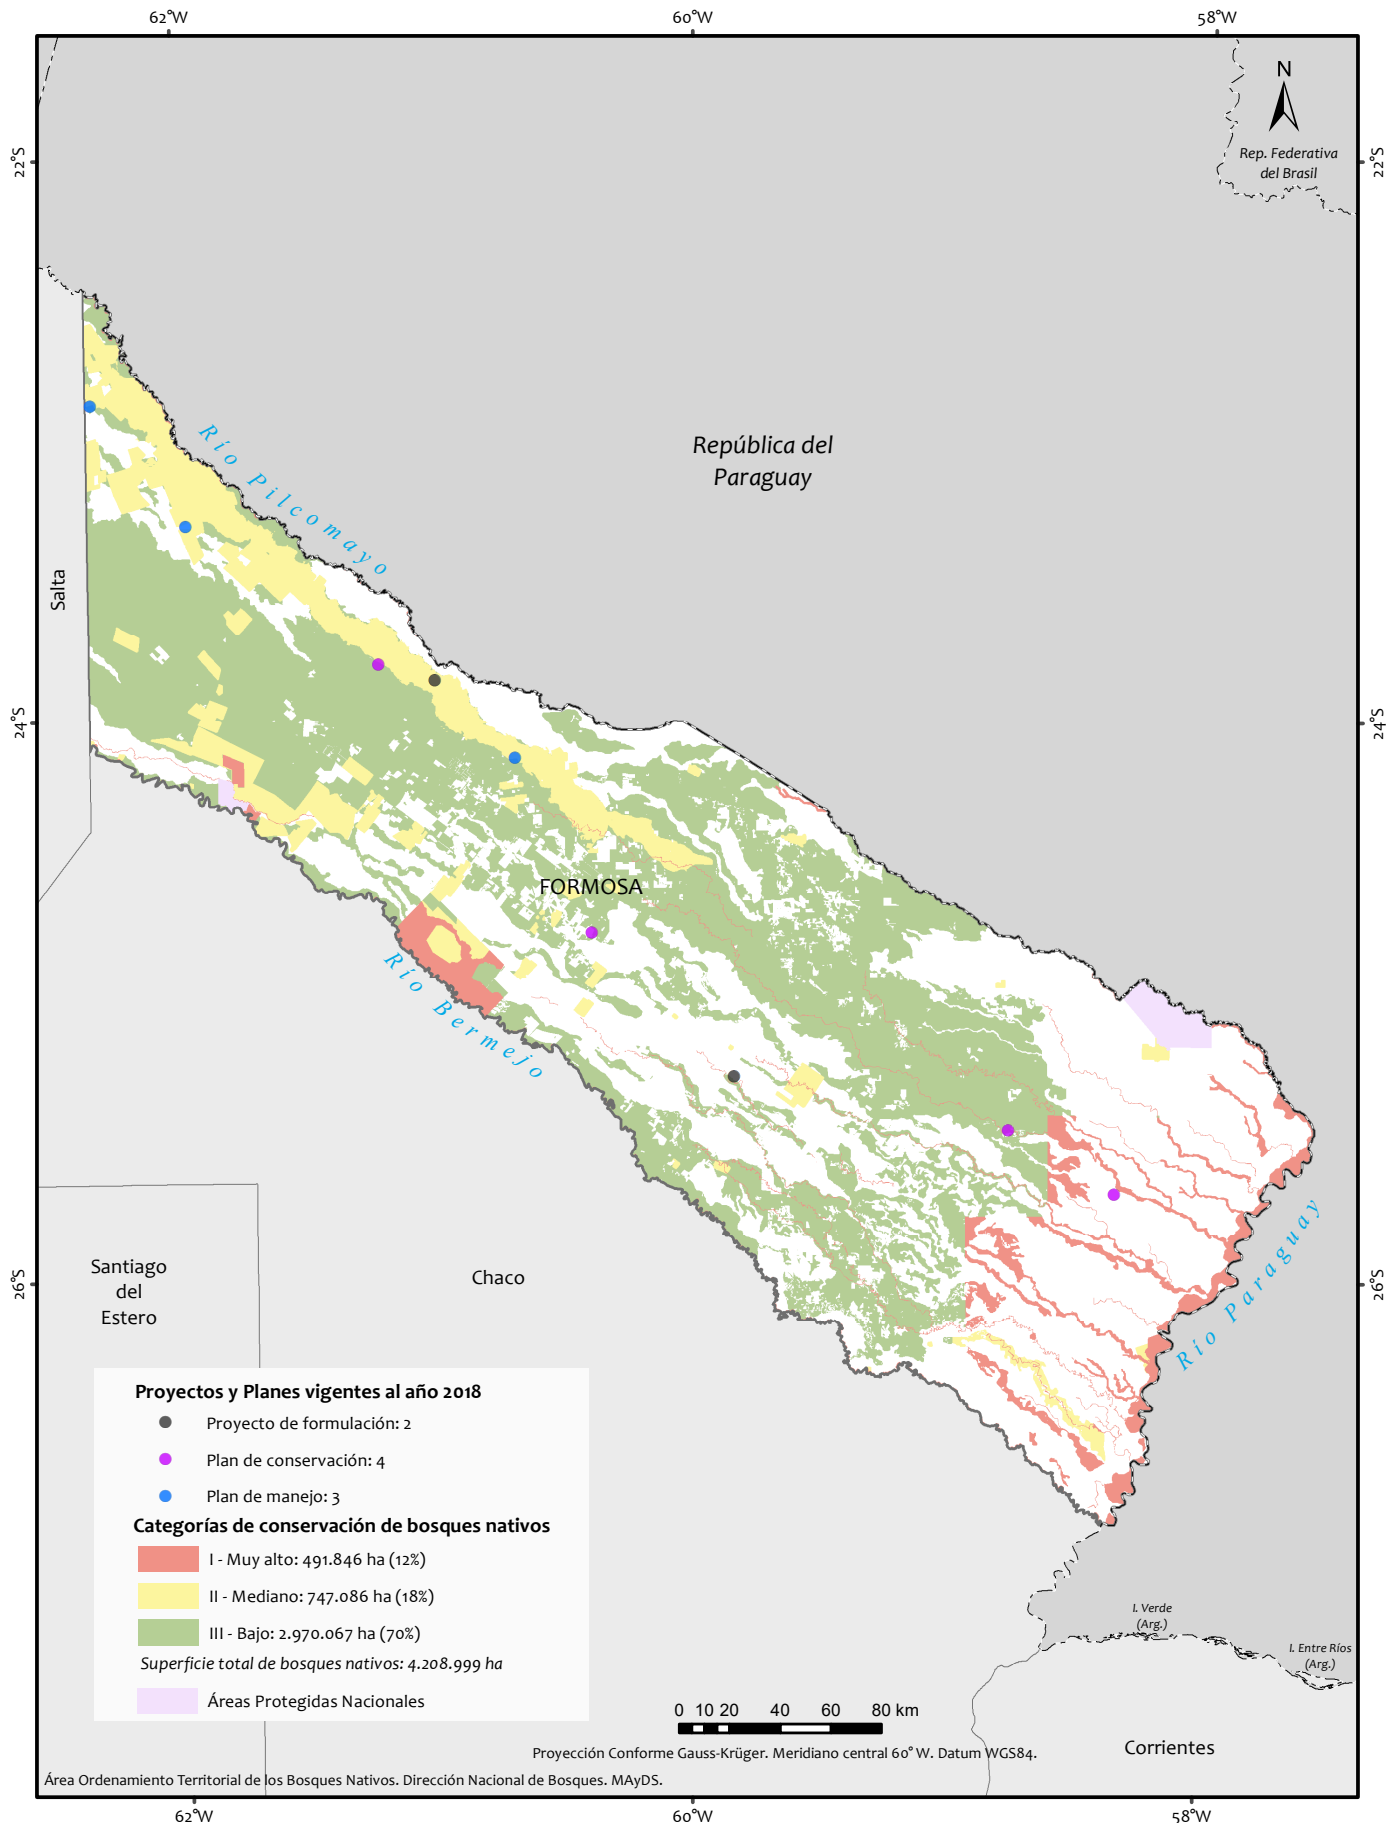 62°W
60°W
58°W
N
22°S
22°S
Rep. Federativa
del Brasil
República del
Paraguay
Río Pilcomayo
Salta
24°S
24°S
FORMOSA
Río Bermejo
Río Paraguay
26°S
26°S
Santiago
del
Estero
Chaco
Proyectos y Planes vigentes al año 2018
Proyecto de formulación: 2
Plan de conservación: 4
Plan de manejo: 3
Categorías de conservación de bosques nativos
I - Muy alto: 491.846 ha (12%)
II - Mediano: 747.086 ha (18%)
III - Bajo: 2.970.067 ha (70%)
Superficie total de bosques nativos: 4.208.999 ha
Áreas Protegidas Nacionales
I. Verde
(Arg.)
I. Entre Ríos
(Arg.)
0 10 20 40 60 80 km
Corrientes
Proyección Conforme Gauss-Krüger. Meridiano central 60° W. Datum WGS84.
Área Ordenamiento Territorial de los Bosques Nativos. Dirección Nacional de Bosques. MAyDS.
62°W
60°W
58°W